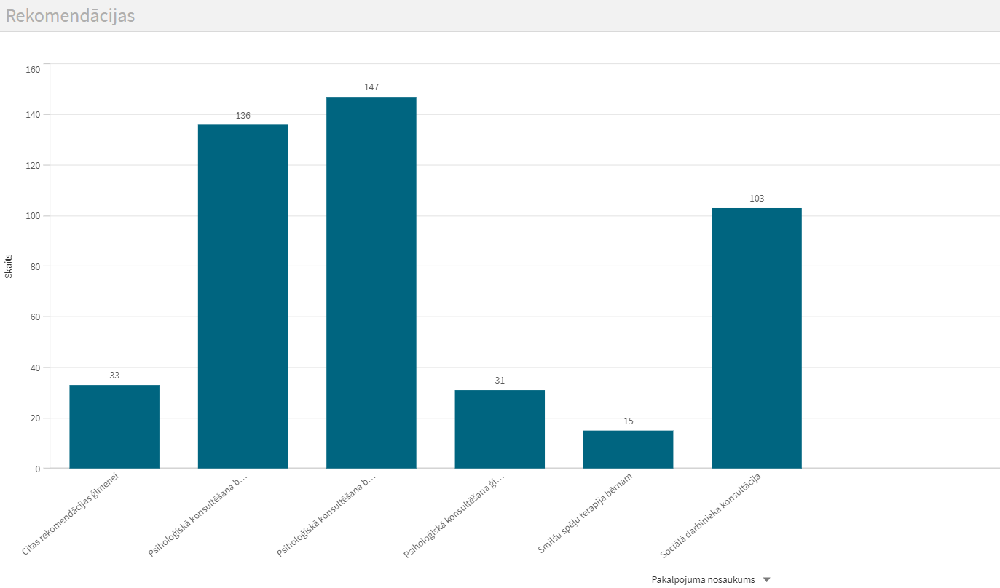 Rekomendācijas
160
140
120
100
80
60
40
20
0
Skaits
33
136
147
31
15
103
Citas rekomendācijas ģimenei
Psiholoģiskā konsultēšana b…
Psiholoģiskā konsultēšana b…
Psiholoģiskā konsultēšana ģi…
Smilšu spēļu terapija bērnam
Sociālā darbinieka konsultācija
Pakalpojuma nosaukums